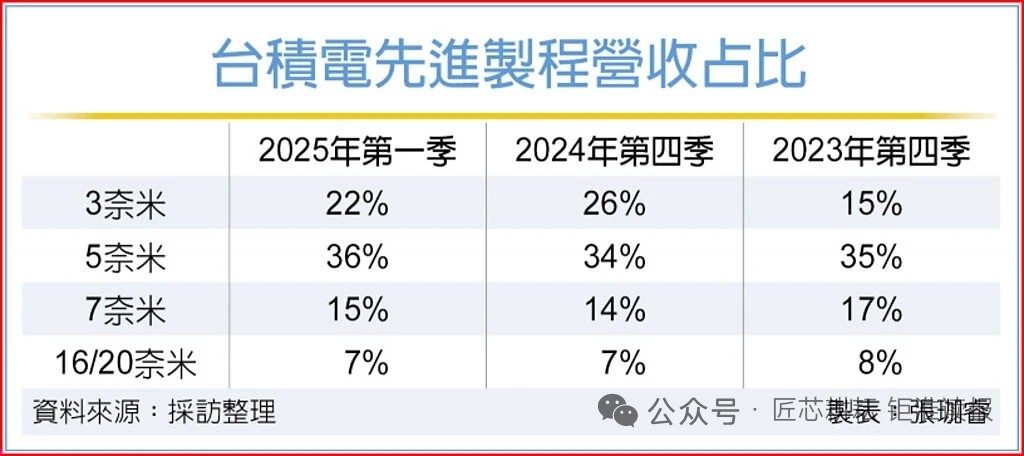 台積電先進製程營收占比
2025年第一季 2024年第四季 2023年第四季
3奈米 22% 26% 15%
5奈米 36% 34% 35%
7奈米 15% 14% 17%
16/20奈米 7% 7% 8%
資料來源：採訪整理 製表：張珈睿
公众号 · 匠芯